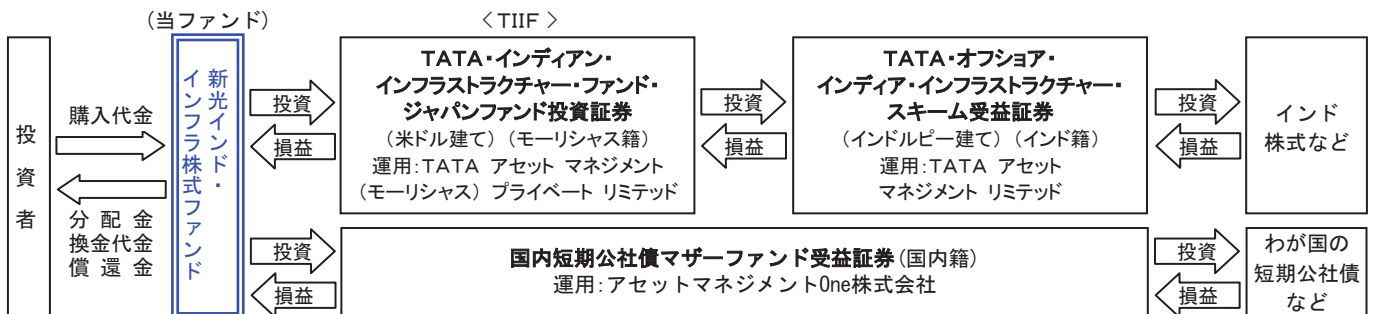 (当ファンド)
<TIIF>
投資者
購入代金
分配金
換金代金
償還金
新光インド・
インフラ株式ファンド
投資
損益
TATA・インディアン・
インフラストラクチャー・ファンド・
ジャパンファンド投資証券
(米ドル建て)(モーリシャス籍)
運用:TATA アセット マネジメント
(モーリシャス) プライベート リミテッド
投資
損益
TATA・オフショア・
インディア・インフラストラクチャー・
スキーム受益証券
(インドルピー建て)(インド籍)
運用:TATA アセット
マネジメント リミテッド
投資
損益
インド
株式など
投資
損益
国内短期公社債マザーファンド受益証券(国内籍)
運用:アセットマネジメントOne株式会社
投資
損益
わが国の
短期公社債
など